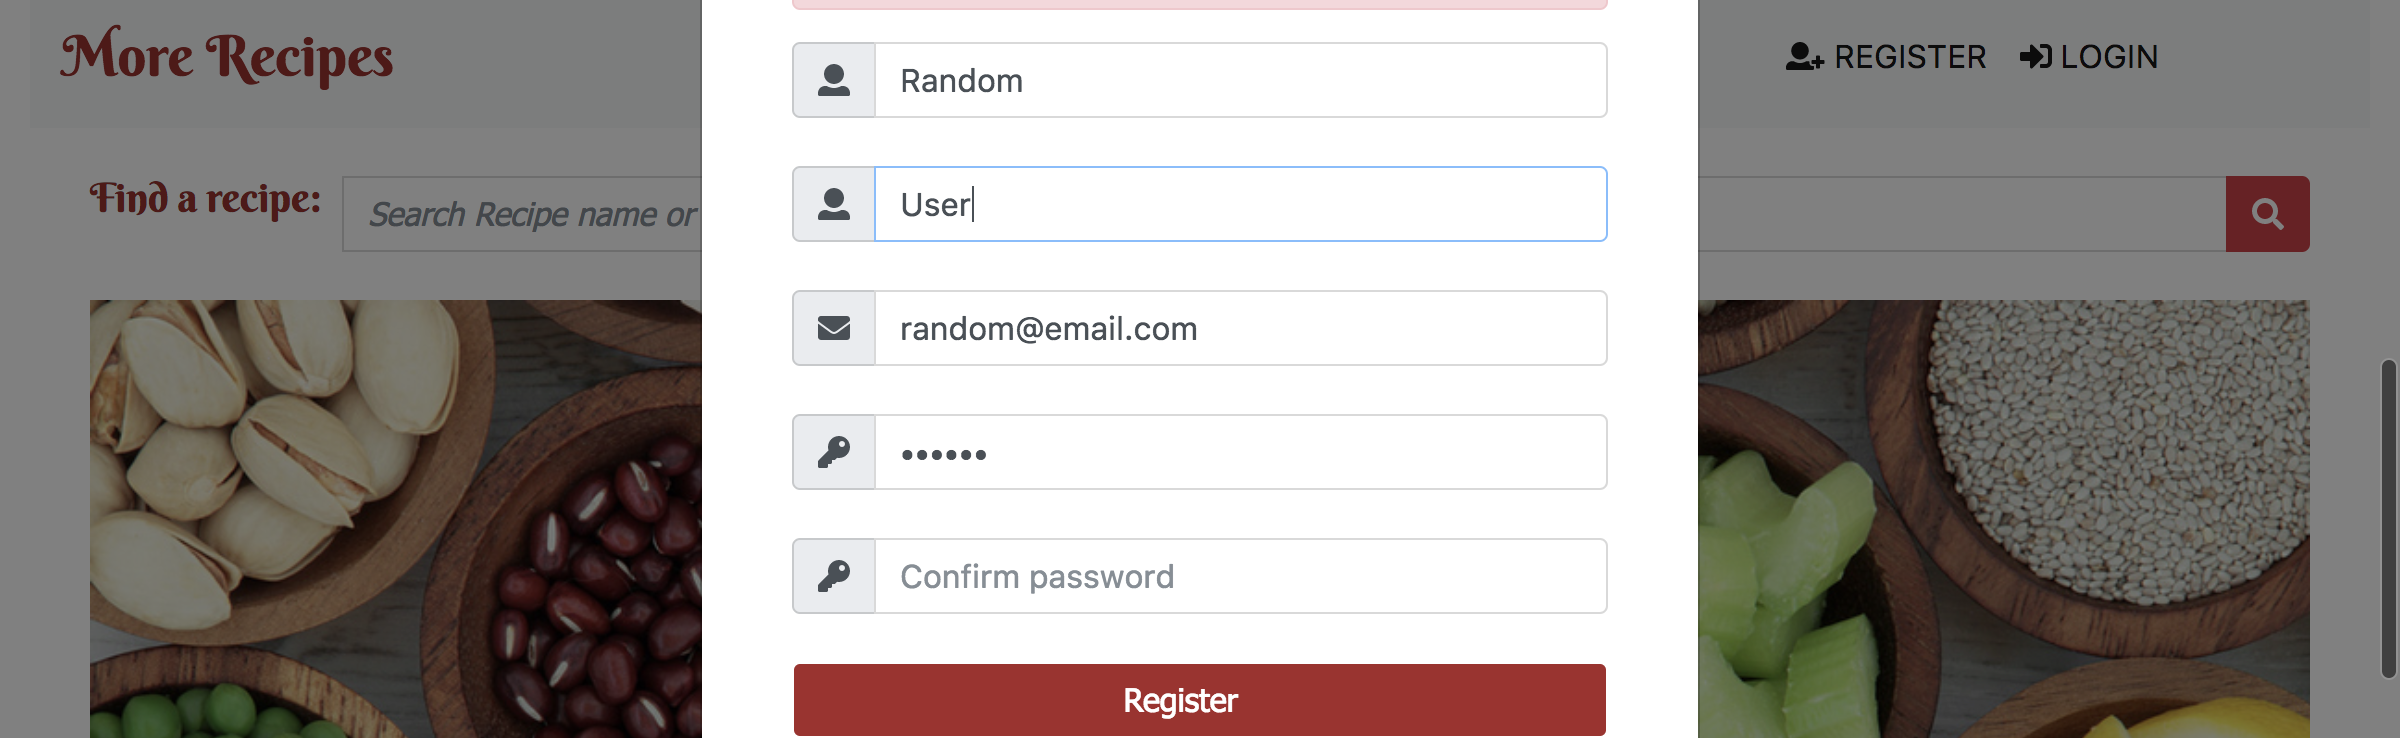 More Recipes
REGISTER
LOGIN
Find a recipe:
Search Recipe name or
Random
User
random@email.com
••••••
Confirm password
Register